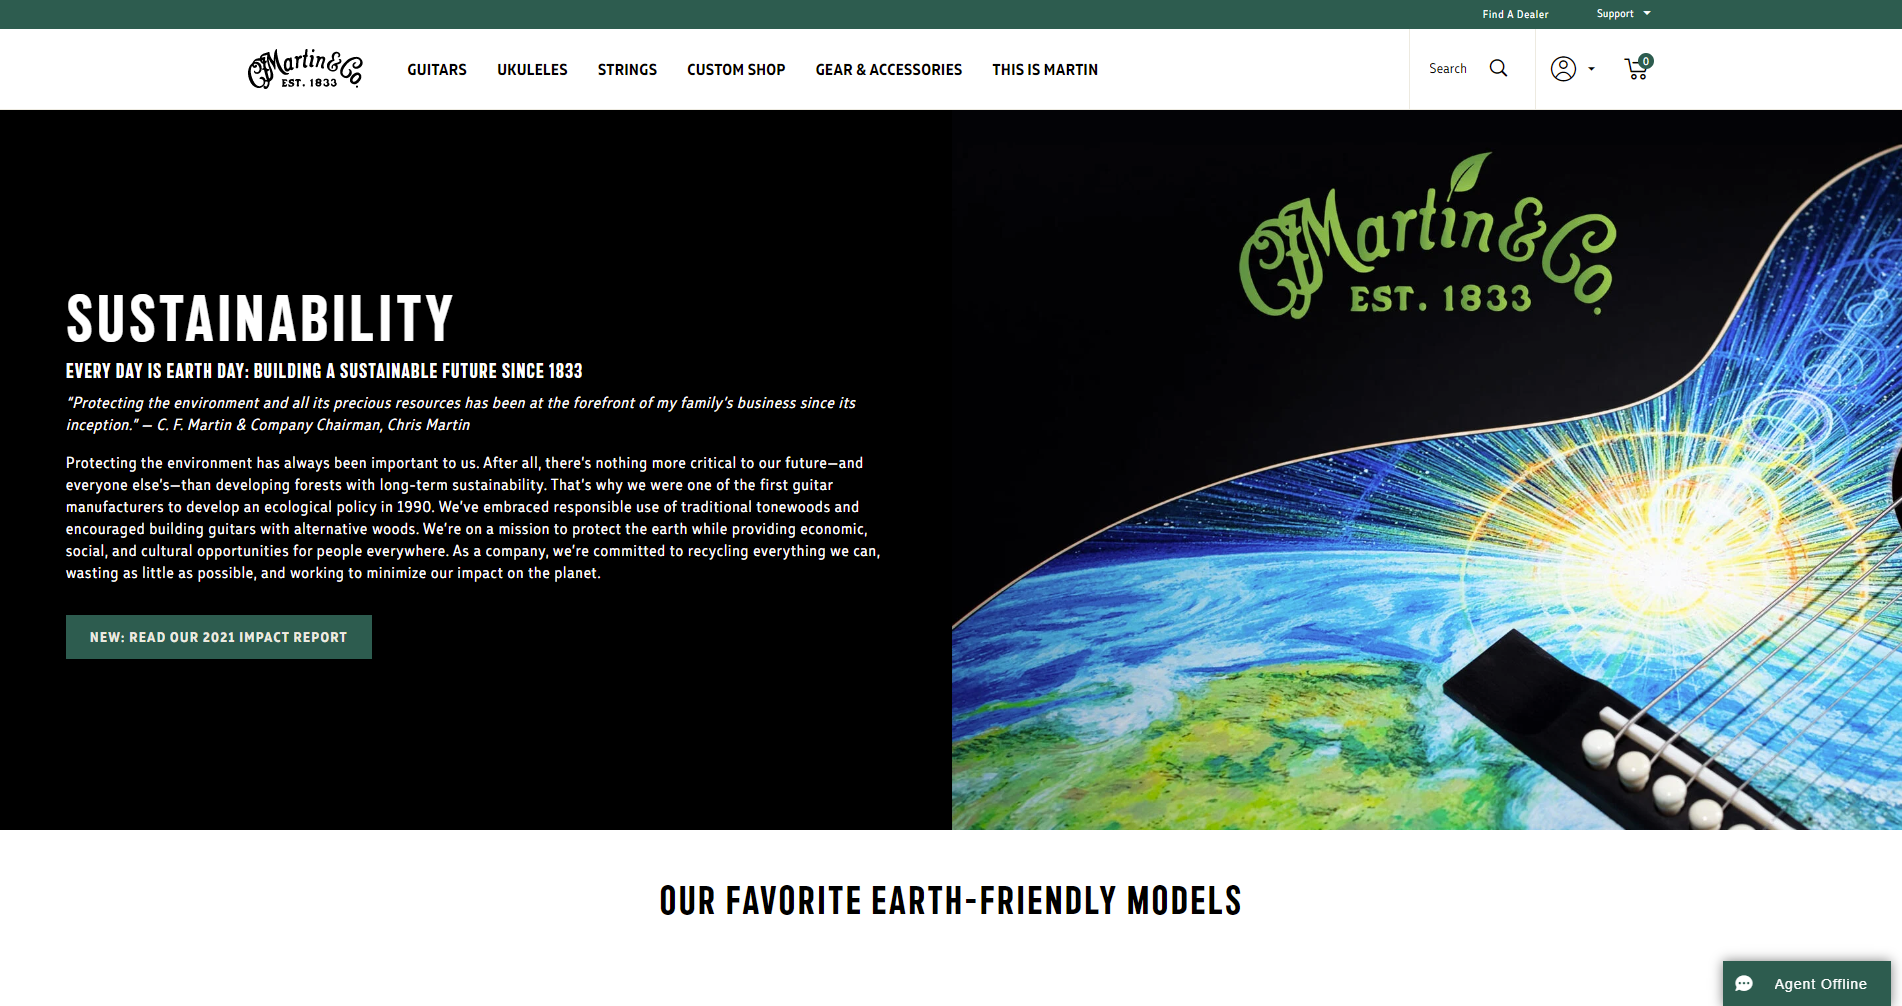 Find A Dealer
Support
Martin & Co
EST. 1833
GUITARS
UKULELES
STRINGS
CUSTOM SHOP
GEAR & ACCESSORIES
THIS IS MARTIN
Search
0
SUSTAINABILITY
EVERY DAY IS EARTH DAY: BUILDING A SUSTAINABLE FUTURE SINCE 1833
“Protecting the environment and all its precious resources has been at the forefront of my family’s business since its
inception.” — C. F. Martin & Company Chairman, Chris Martin
Protecting the environment has always been important to us. After all, there’s nothing more critical to our future—and
everyone else’s—than developing forests with long-term sustainability. That’s why we were one of the first guitar
manufacturers to develop an ecological policy in 1990. We’ve embraced responsible use of traditional tonewoods and
encouraged building guitars with alternative woods. We’re on a mission to protect the earth while providing economic,
social, and cultural opportunities for people everywhere. As a company, we’re committed to recycling everything we can,
wasting as little as possible, and working to minimize our impact on the planet.
NEW: READ OUR 2021 IMPACT REPORT
CF Martin & Co
EST. 1833
OUR FAVORITE EARTH-FRIENDLY MODELS
Agent Offline